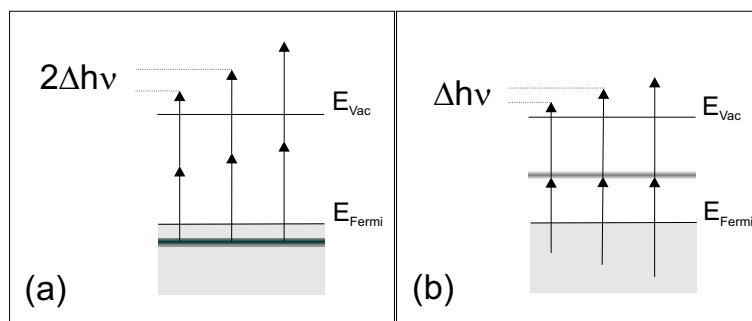 2Δhν
E_Vac
E_Fermi
(a)
Δhν
E_Vac
E_Fermi
(b)